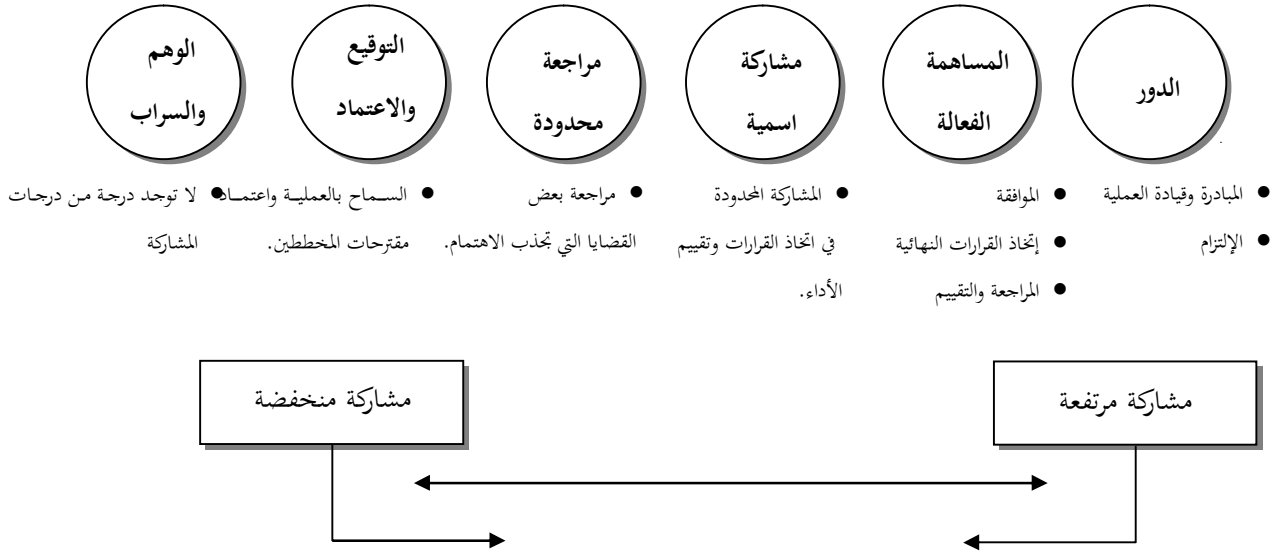 الدور
المساهمة
الفعالة
مشاركة
اسمية
مراجعة
محدودة
التوقيع
والاعتماد
الوهم
والسراب
● المبادرة وقيادة العملية
● الإلتزام
● الموافقة
● إتخاذ القرارات النهائية
● المراجعة والتقييم
● المشاركة المحدودة
في اتخاذ القرارات وتقييم
الأداء.
● مراجعة بعض
القضايا التي تجذب الاهتمام.
● السماح بالعملية واعتماد
مقترحات المخططين.
● لا توجد درجة من درجات
المشاركة
مشاركة مرتفعة
مشاركة منخفضة